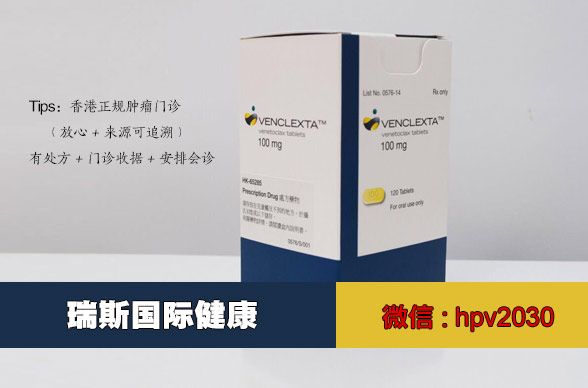 Tips：香港正规肿瘤门诊
（放心 + 来源可追溯）
有处方 + 门诊收据 + 安排会诊
VENCLEXTA™
venetoclax tablets
100 mg
HK-65285
Prescription Drug 處方藥物
0576/S/001
List No. 0576-14
Rx only
VENCLEXTA™
venetoclax tablets
100 mg
120 Tablets
For oral use only
瑞斯国际健康
微信 : hpv2030